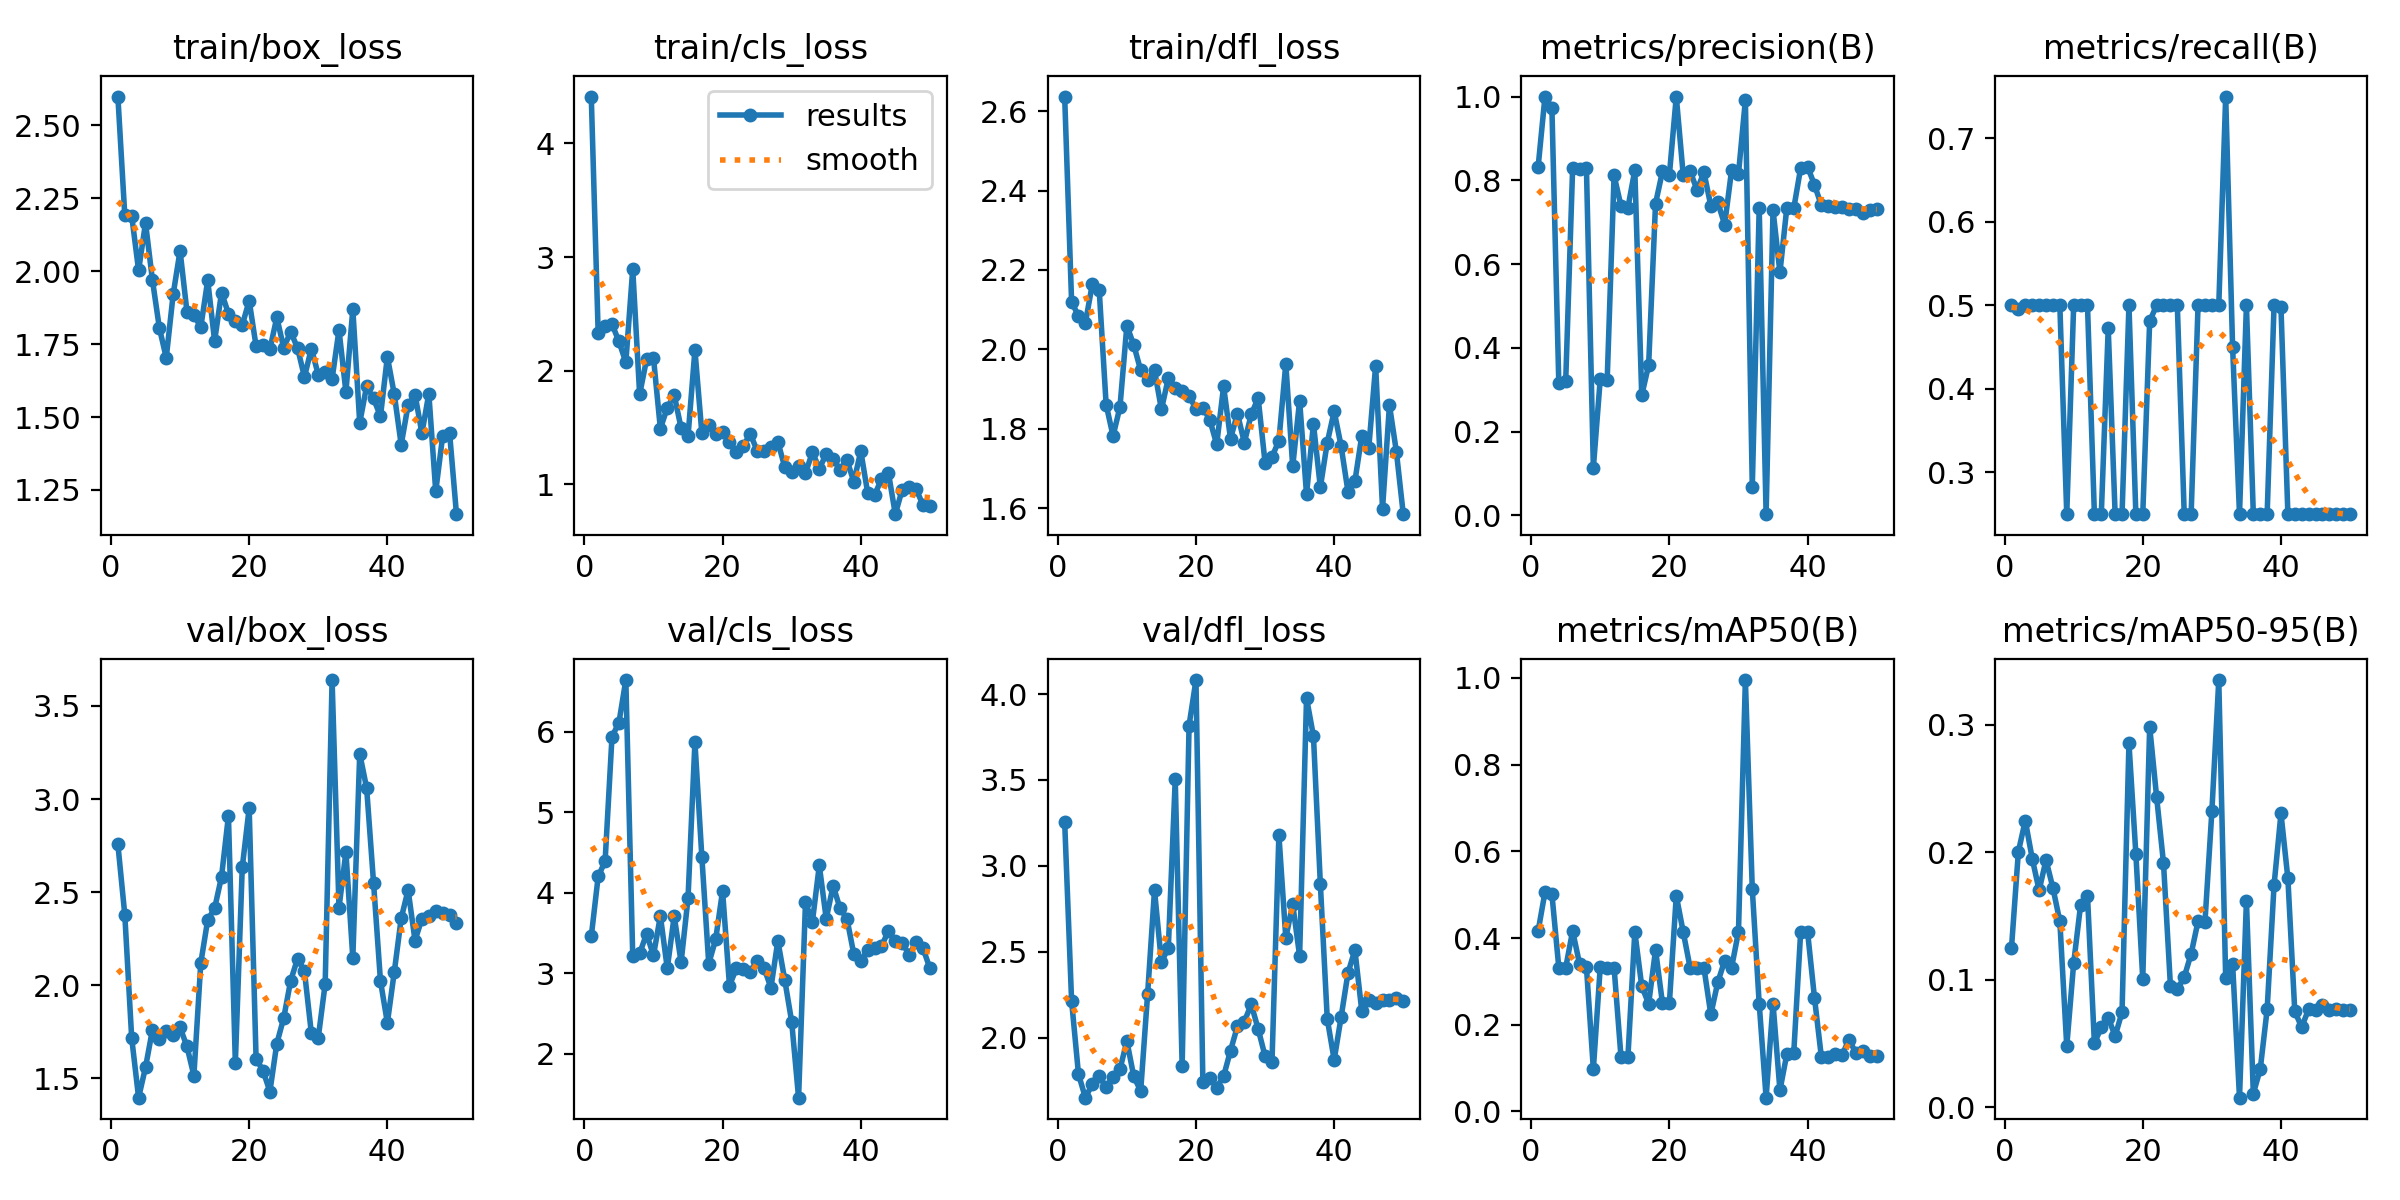 train/box_loss
2.50
2.25
2.00
1.75
1.50
1.25
0 20 40
train/cls_loss
results
smooth
4
3
2
1
0 20 40
train/dfl_loss
2.6
2.4
2.2
2.0
1.8
1.6
0 20 40
metrics/precision(B)
1.0
0.8
0.6
0.4
0.2
0.0
0 20 40
metrics/recall(B)
0.7
0.6
0.5
0.4
0.3
0 20 40
val/box_loss
3.5
3.0
2.5
2.0
1.5
0 20 40
val/cls_loss
6
5
4
3
2
0 20 40
val/dfl_loss
4.0
3.5
3.0
2.5
2.0
0 20 40
metrics/mAP50(B)
1.0
0.8
0.6
0.4
0.2
0.0
0 20 40
metrics/mAP50-95(B)
0.3
0.2
0.1
0.0
0 20 40